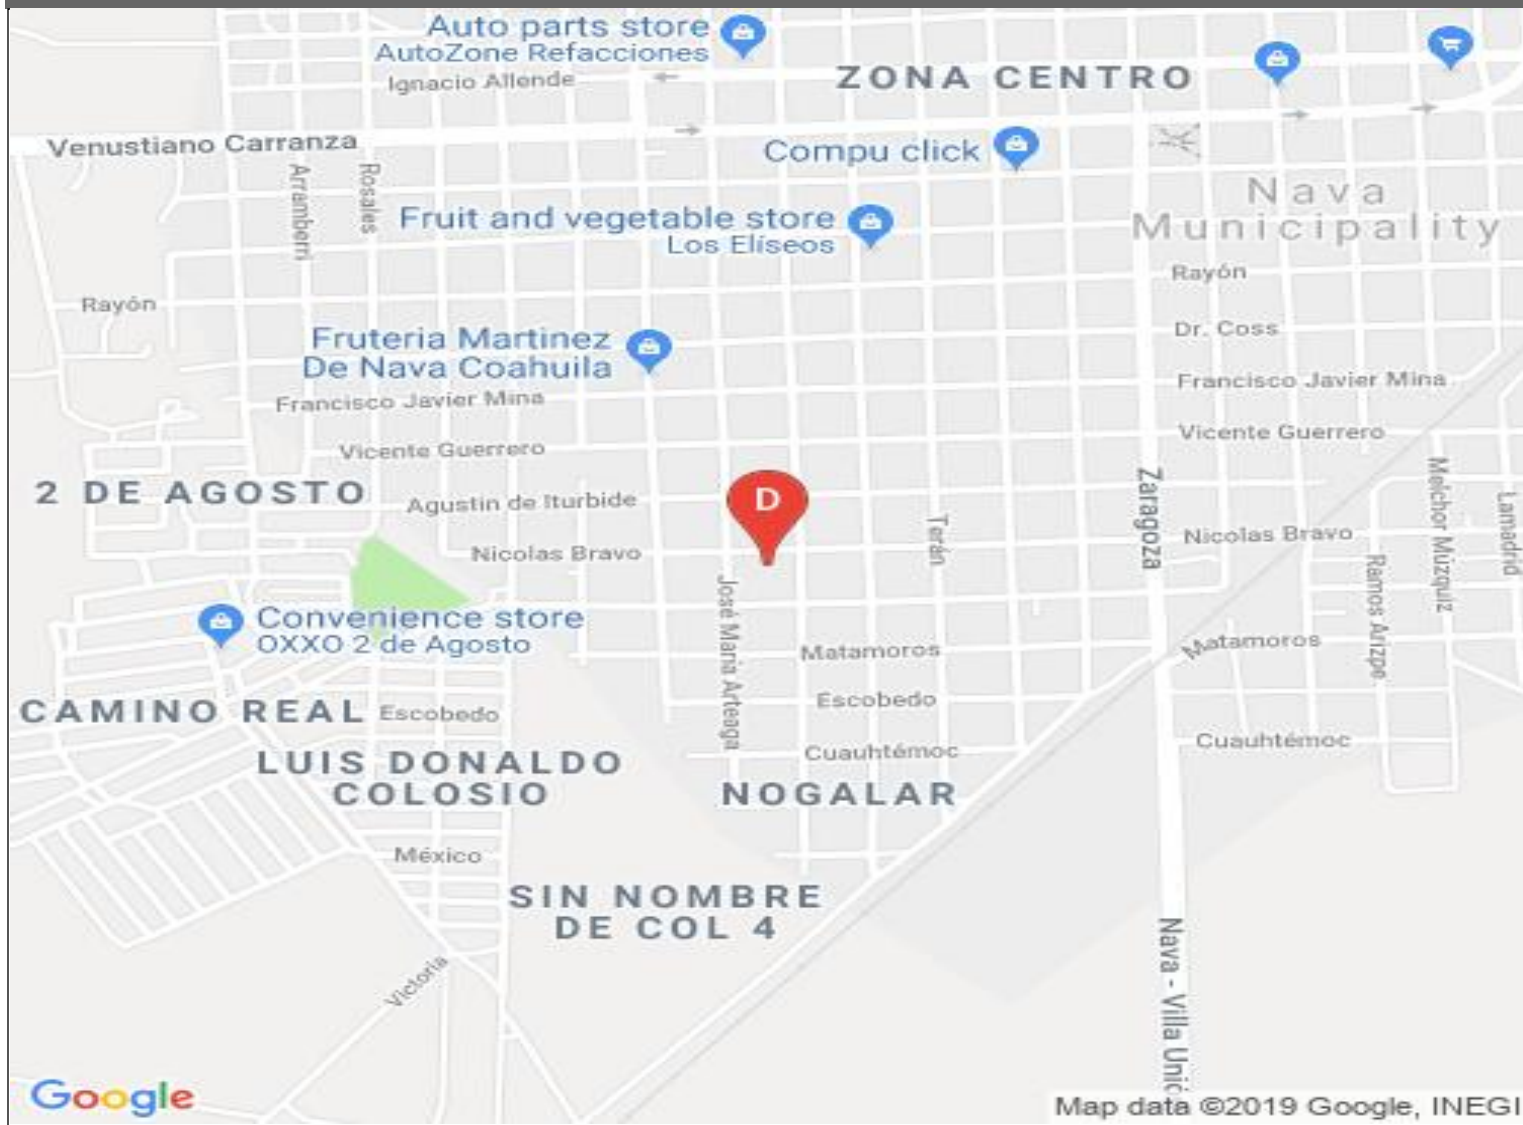 Auto parts store
AutoZone Refacciones
Ignacio Allende
ZONA CENTRO
Venustiano Carranza
Compu click
Arramberri
Rosales
Nava
Municipality
Fruit and vegetable store
Los Elíseos
Rayón
Rayón
Fruteria Martinez
De Nava Coahuila
Dr. Coss
Francisco Javier Mina
Francisco Javier Mina
Vicente Guerrero
Vicente Guerrero
2 DE AGOSTO
Agustin de Iturbide
D
Zaragoza
Melchor Múzquiz
Lamadrid
Terán
Nicolas Bravo
Nicolas Bravo
Ramos Arizpe
José María Arteaga
Convenience store
OXXO 2 de Agosto
Matamoros
Matamoros
CAMINO REAL
Escobedo
Escobedo
Cuauhtémoc
Cuauhtémoc
LUIS DONALDO
COLOSIO
NOGALAR
México
SIN NOMBRE
DE COL 4
Victoria
Nava - Villa Unió
Google
Map data ©2019 Google, INEGI